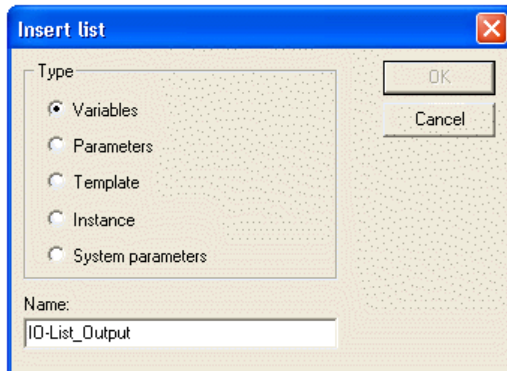 Insert list
Type
OK
Variables
Cancel
Parameters
Template
Instance
System parameters
Name:
IO-List_Output